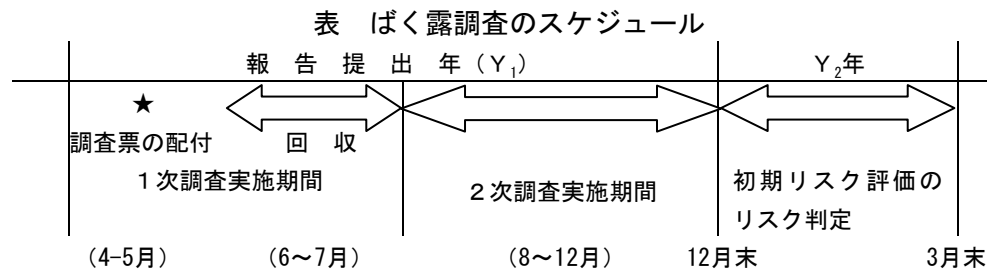 表　ばく露調査のスケジュール
報 告 提 出 年（Ｙ₁）　Ｙ₂年
★
調査票の配付　回 収
１次調査実施期間　２次調査実施期間　初期リスク評価の
リスク判定
（4-5月）　（6～7月）　（8～12月）　12月末　3月末